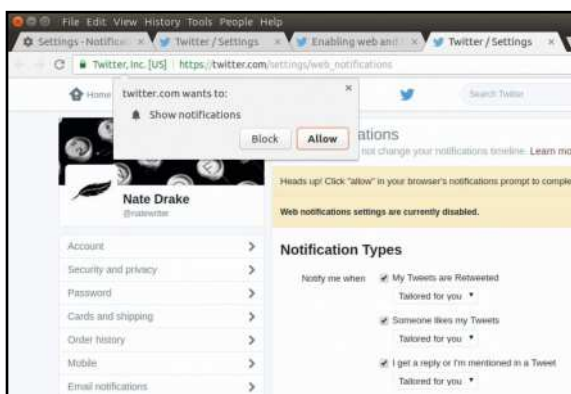 File Edit View History Tools People Help
Settings - Notific
Twitter / Settings
Enabling web and
Twitter / Settings
Twitter, Inc. [US] https://twitter.com/settings/web_notifications
Home
Search Twitter
twitter.com wants to:
Show notifications
Block Allow
ations
not change your notifications timeline. Learn mo
Heads up! Click "allow" in your browser's notifications prompt to comple
Web notifications settings are currently disabled.
Nate Drake
@natewriter
Account
Security and privacy
Password
Cards and shipping
Order history
Mobile
Email notifications
Notification Types
Notify me when
My Tweets are Retweeted
Tailored for you
Someone likes my Tweets
Tailored for you
I get a reply or I'm mentioned in a Tweet
Tailored for you